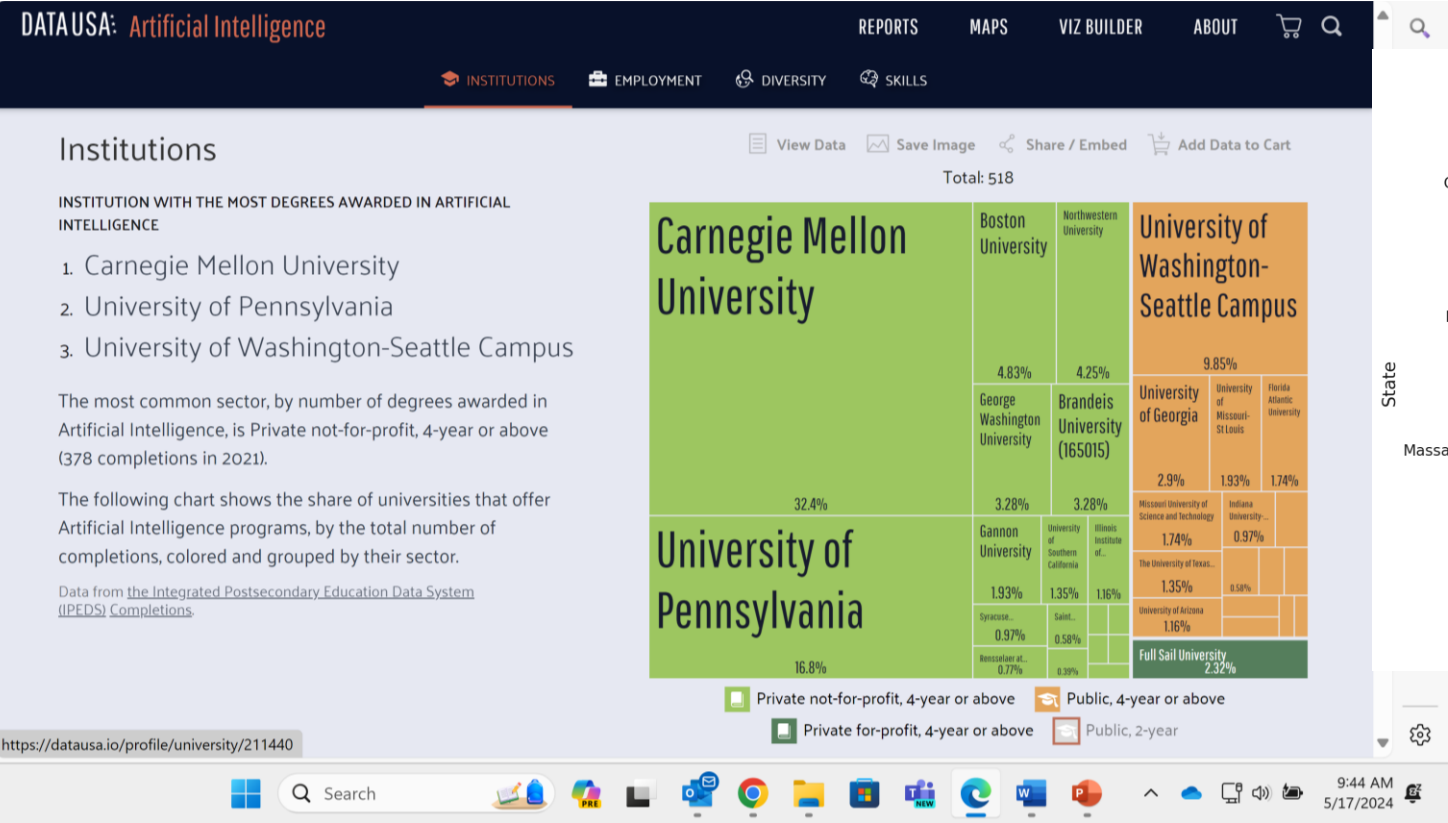 DATA USA: Artificial Intelligence
REPORTS MAPS VIZ BUILDER ABOUT
INSTITUTIONS EMPLOYMENT DIVERSITY SKILLS
Institutions
INSTITUTION WITH THE MOST DEGREES AWARDED IN ARTIFICIAL
INTELLIGENCE
1. Carnegie Mellon University
2. University of Pennsylvania
3. University of Washington-Seattle Campus
The most common sector, by number of degrees awarded in
Artificial Intelligence, is Private not-for-profit, 4-year or above
(378 completions in 2021).
The following chart shows the share of universities that offer
Artificial Intelligence programs, by the total number of
completions, colored and grouped by their sector.
Data from the Integrated Postsecondary Education Data System
(IPEDS) Completions.
View Data Save Image Share / Embed Add Data to Cart
Total: 518
Carnegie Mellon
University
32.4%
University of
Pennsylvania
16.8%
Boston
University
4.83%
Northwestern
University
4.25%
George
Washington
University
3.28%
Brandeis
University
(165015)
3.28%
Gannon
University
1.93%
University
of
Southern
California
1.35%
Illinois
Institute
of...
1.16%
Syracuse...
0.97%
Saint...
0.58%
Rensselaer at...
0.77%
0.39%
University of
Washington-
Seattle Campus
9.85%
University
of Georgia
2.9%
University
of
Missouri-
St Louis
1.93%
Florida
Atlantic
University
1.74%
Missouri University of
Science and Technology
1.74%
Indiana
University-...
0.97%
The University of Texas...
1.35%
0.58%
University of Arizona
1.16%
Full Sail University
2.32%
Private not-for-profit, 4-year or above Public, 4-year or above
Private for-profit, 4-year or above Public, 2-year
State
Massa
https://datausa.io/profile/university/211440
Search
PRE
NEW
9:44 AM
5/17/2024